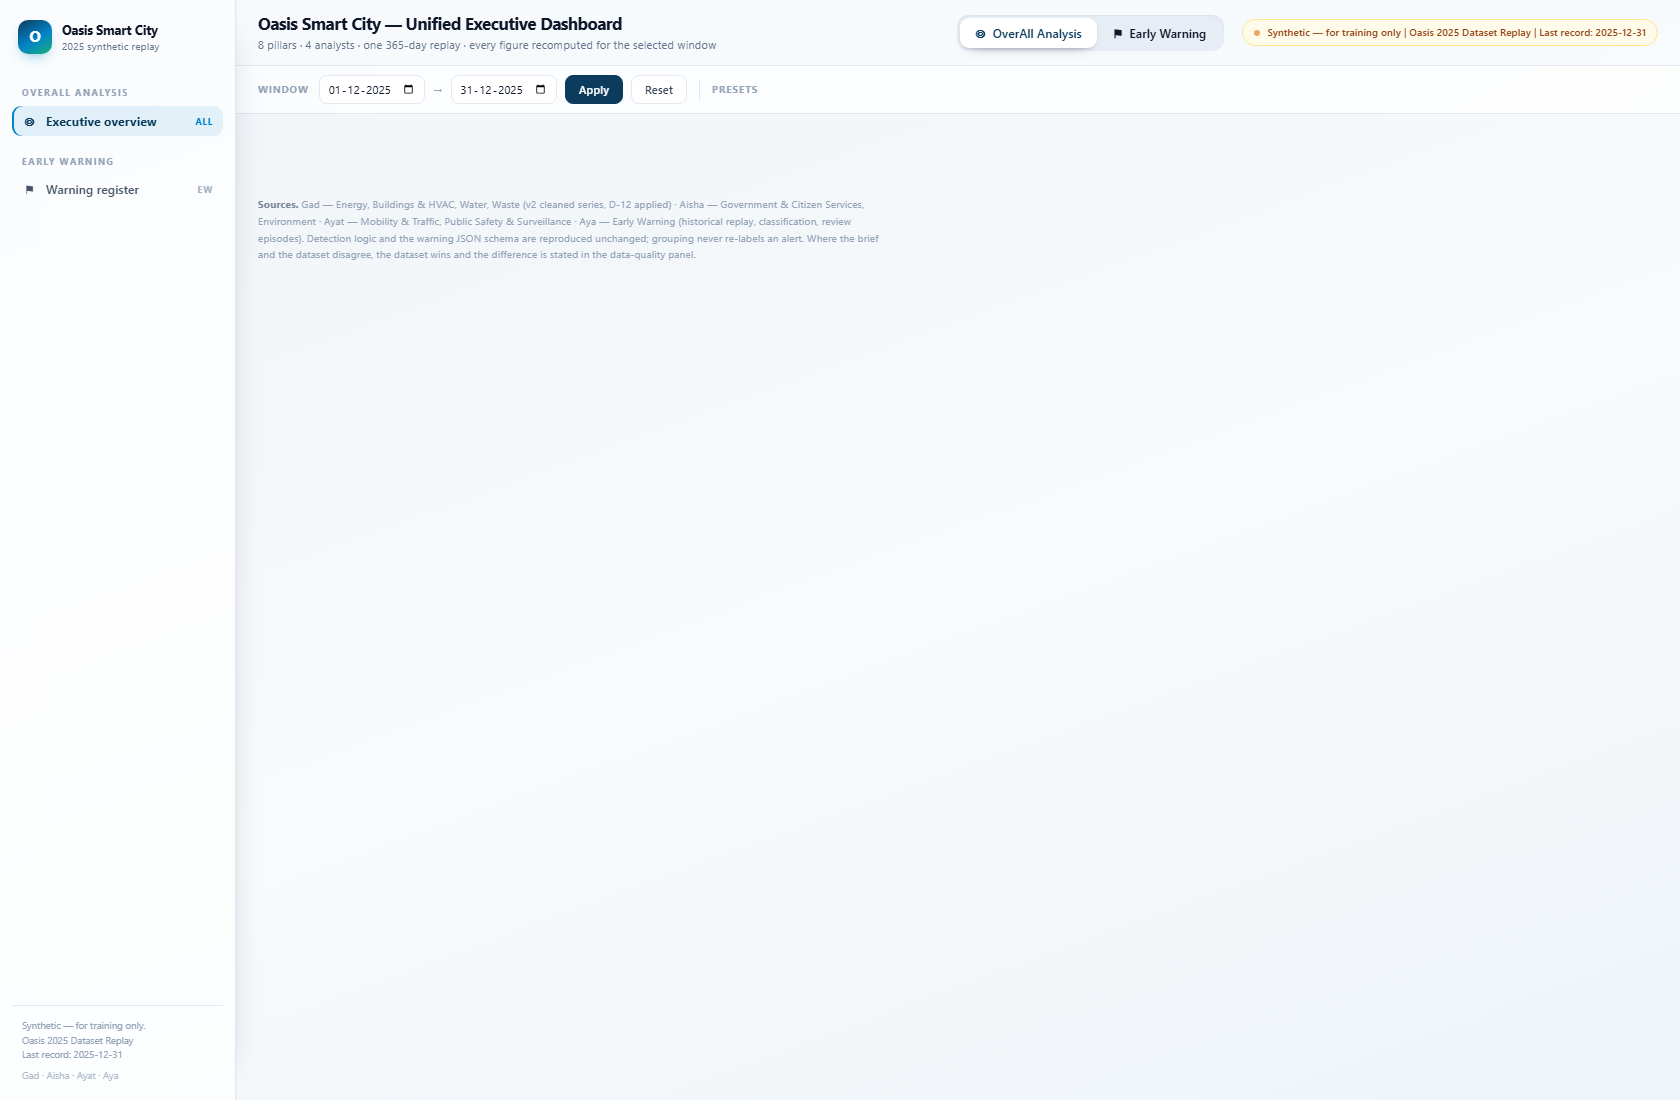 O
Oasis Smart City
2025 synthetic replay
OVERALL ANALYSIS
Executive overview ALL
EARLY WARNING
Warning register EW
Synthetic — for training only.
Oasis 2025 Dataset Replay
Last record: 2025-12-31
Gad · Aisha · Ayat · Aya
Oasis Smart City — Unified Executive Dashboard
8 pillars · 4 analysts · one 365-day replay · every figure recomputed for the selected window
OverAll Analysis
Early Warning
Synthetic — for training only | Oasis 2025 Dataset Replay | Last record: 2025-12-31
WINDOW 01-12-2025 → 31-12-2025 Apply Reset PRESETS
Sources. Gad — Energy, Buildings & HVAC, Water, Waste (v2 cleaned series, D-12 applied) · Aisha — Government & Citizen Services,
Environment · Ayat — Mobility & Traffic, Public Safety & Surveillance · Aya — Early Warning (historical replay, classification, review
episodes). Detection logic and the warning JSON schema are reproduced unchanged; grouping never re-labels an alert. Where the brief
and the dataset disagree, the dataset wins and the difference is stated in the data-quality panel.